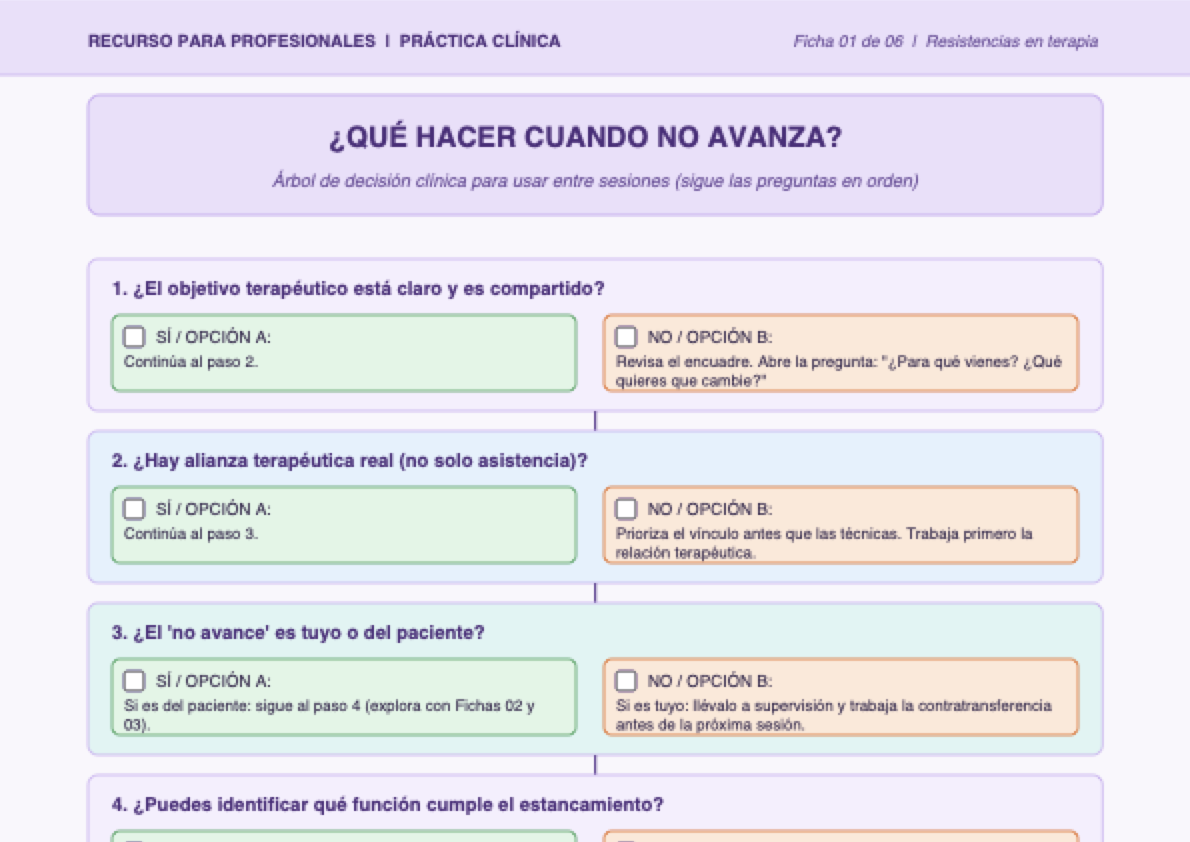 RECURSO PARA PROFESIONALES | PRÁCTICA CLÍNICA
Ficha 01 de 06 | Resistencias en terapia
¿QUÉ HACER CUANDO NO AVANZA?
Árbol de decisión clínica para usar entre sesiones (sigue las preguntas en orden)
1. ¿El objetivo terapéutico está claro y es compartido?
SÍ / OPCIÓN A:
Continúa al paso 2.
NO / OPCIÓN B:
Revisa el encuadre. Abre la pregunta: "¿Para qué vienes? ¿Qué
quieres que cambie?"
2. ¿Hay alianza terapéutica real (no solo asistencia)?
SÍ / OPCIÓN A:
Continúa al paso 3.
NO / OPCIÓN B:
Prioriza el vínculo antes que las técnicas. Trabaja primero la
relación terapéutica.
3. ¿El 'no avance' es tuyo o del paciente?
SÍ / OPCIÓN A:
Si es del paciente: sigue al paso 4 (explora con Fichas 02 y
03).
NO / OPCIÓN B:
Si es tuyo: llévalo a supervisión y trabaja la contratransferencia
antes de la próxima sesión.
4. ¿Puedes identificar qué función cumple el estancamiento?